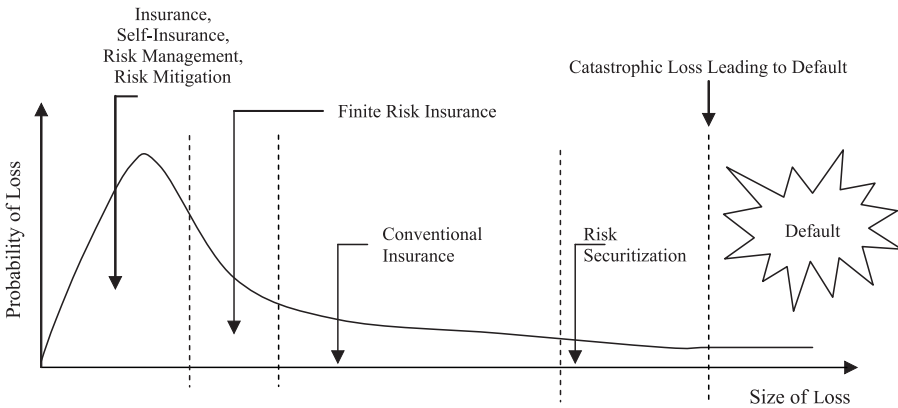 Insurance,
Self-Insurance,
Risk Management,
Risk Mitigation
Catastrophic Loss Leading to Default
Finite Risk Insurance
Probability of Loss
Conventional
Insurance
Risk
Securitization
Default
Size of Loss